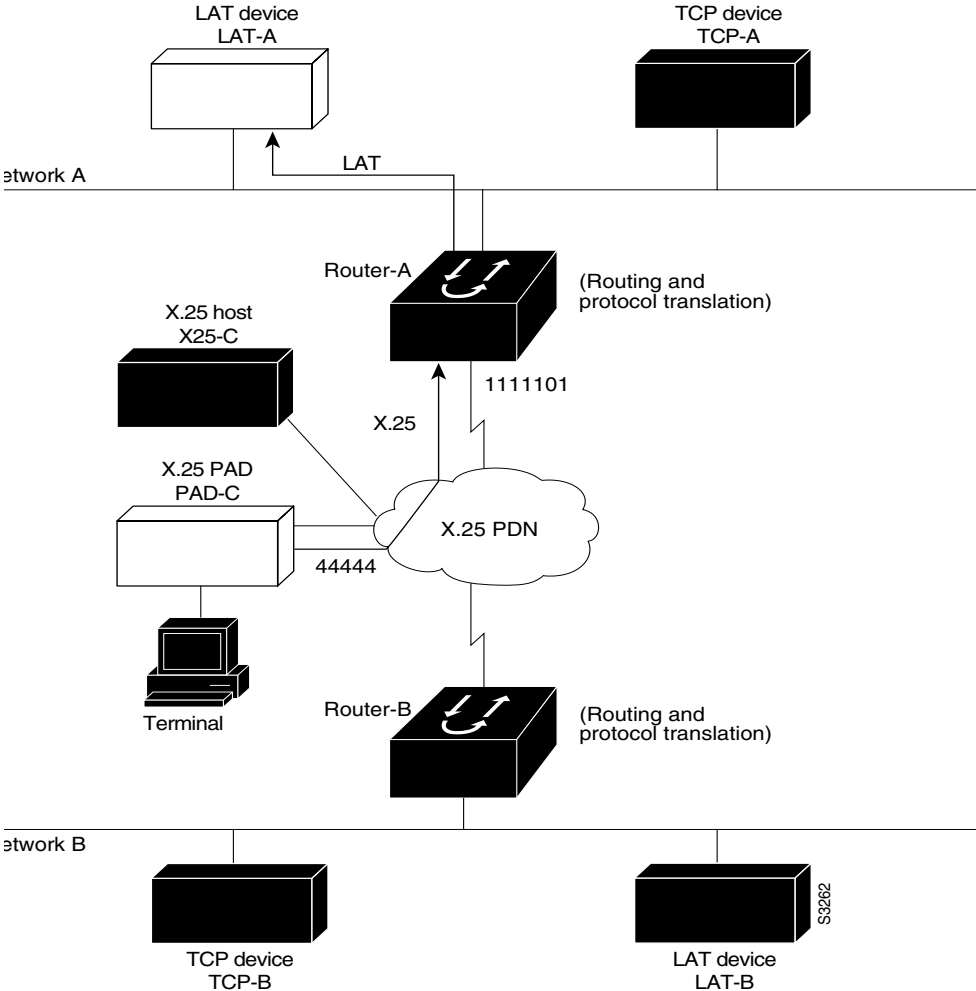 LAT device
LAT-A
TCP device
TCP-A
etwork A
LAT
Router-A
(Routing and
protocol translation)
X.25 host
X25-C
1111101
X.25
X.25 PAD
PAD-C
X.25 PDN
44444
Terminal
Router-B
(Routing and
protocol translation)
etwork B
S3262
TCP device
TCP-B
LAT device
LAT-B